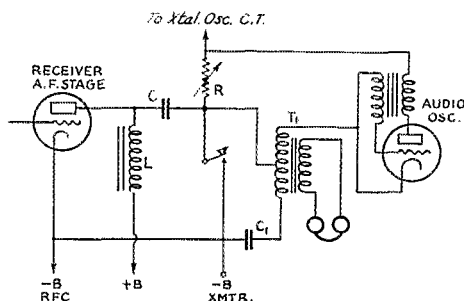 To Xtal. Osc. C.T.
RECEIVER
A.F. STAGE
C
R
L
T1
AUDIO
OSC.
C1
-B
RFC
+B
-B
XMTR.